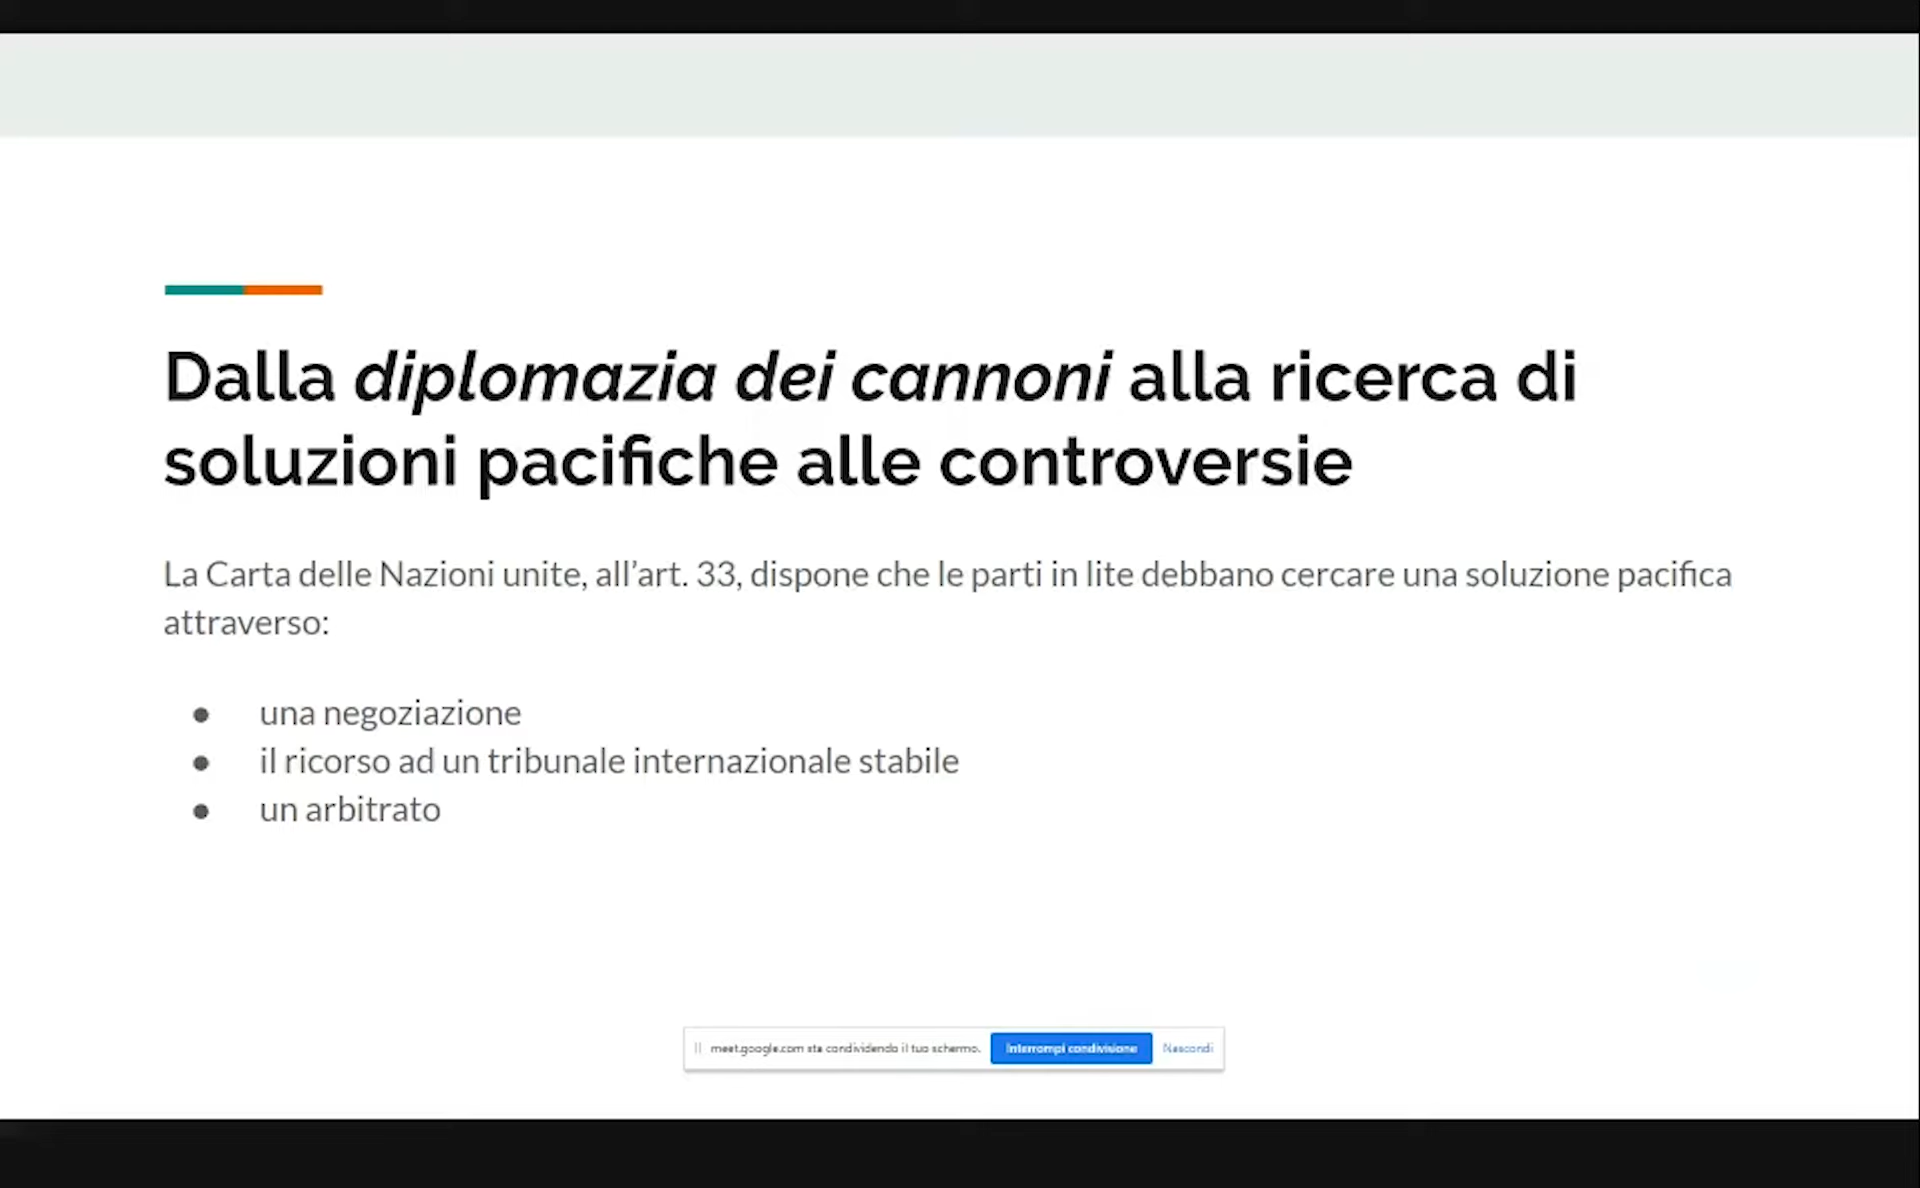 Dalla diplomazia dei cannoni alla ricerca di
soluzioni pacifiche alle controversie
La Carta delle Nazioni unite, all'art. 33, dispone che le parti in lite debbano cercare una soluzione pacifica
attraverso:
● una negoziazione
● il ricorso ad un tribunale internazionale stabile
● un arbitrato
meet.google.com sta condividendo il tuo schermo. Interrompi condivisione Nascondi